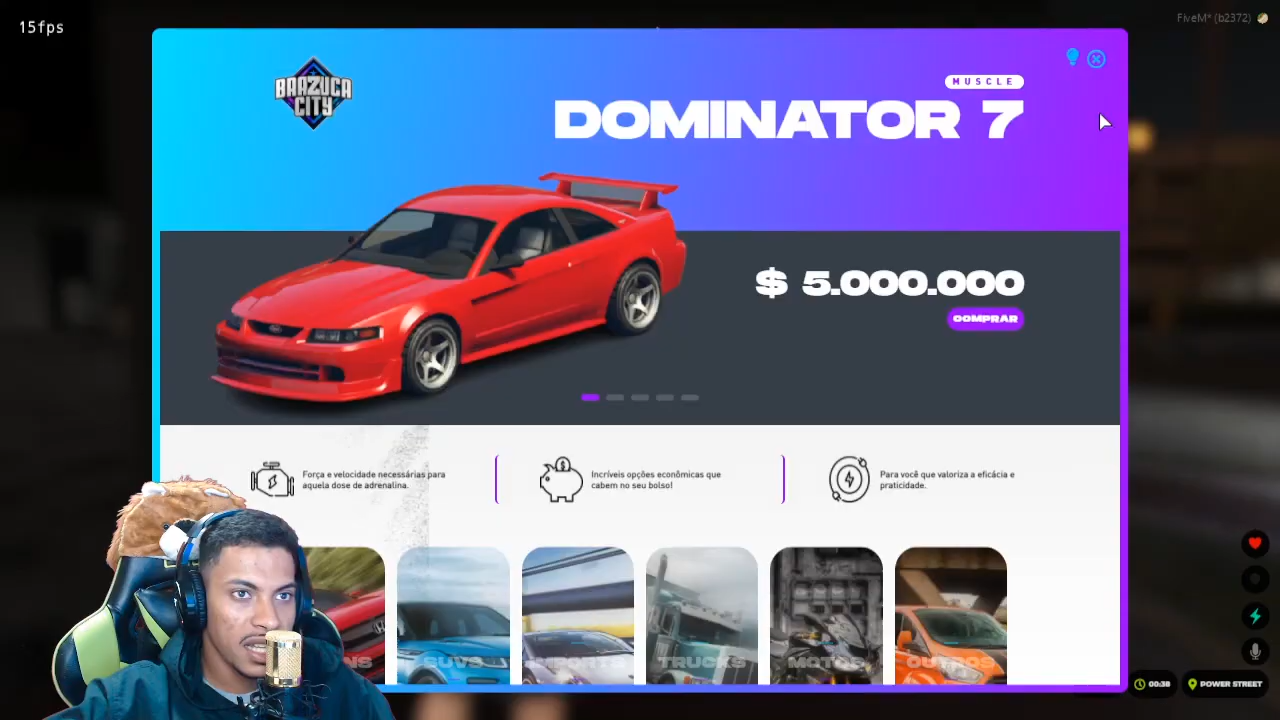 15fps
FiveM* (b2372)
BRAZUCA
CITY
MUSCLE
DOMINATOR 7
$ 5.000.000
COMPRAR
Força e velocidade necessárias para
aquela dose de adrenalina.
Incríveis opções econômicas que
cabem no seu bolso!
Para você que valoriza a eficácia e
praticidade.
SUVS
IMPORTS
TRUCKS
MOTOS
OUTROS
00:38
POWER STREET